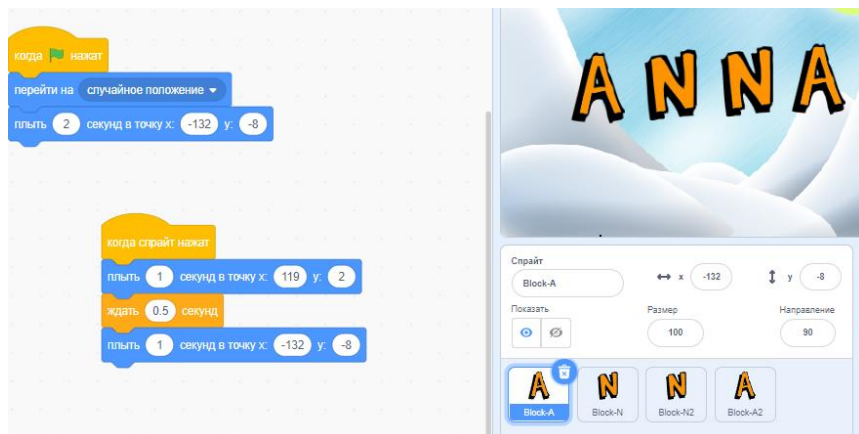 когда нажат
перейти на случайное положение
плыть 2 секунд в точку x: -132 y: -8
когда спрайт нажат
плыть 1 секунд в точку x: 119 y: 2
ждать 0.5 секунд
плыть 1 секунд в точку x: -132 y: -8
ANNA
Спрайт
Block-A x -132 y -8
Показать Размер Направление
100 90
A N N A
Block-A Block-N Block-N2 Block-A2